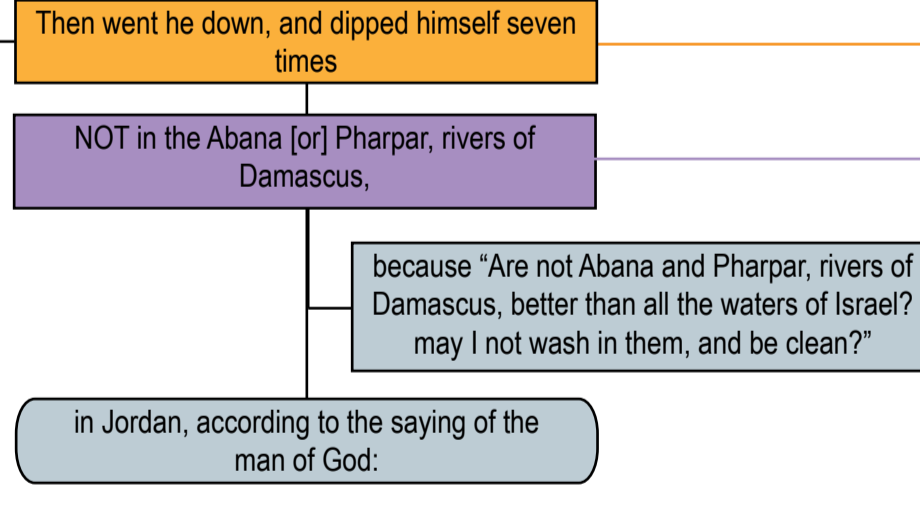 Then went he down, and dipped himself seven
times
NOT in the Abana [or] Pharpar, rivers of
Damascus,
because “Are not Abana and Pharpar, rivers of
Damascus, better than all the waters of Israel?
may I not wash in them, and be clean?”
in Jordan, according to the saying of the
man of God: